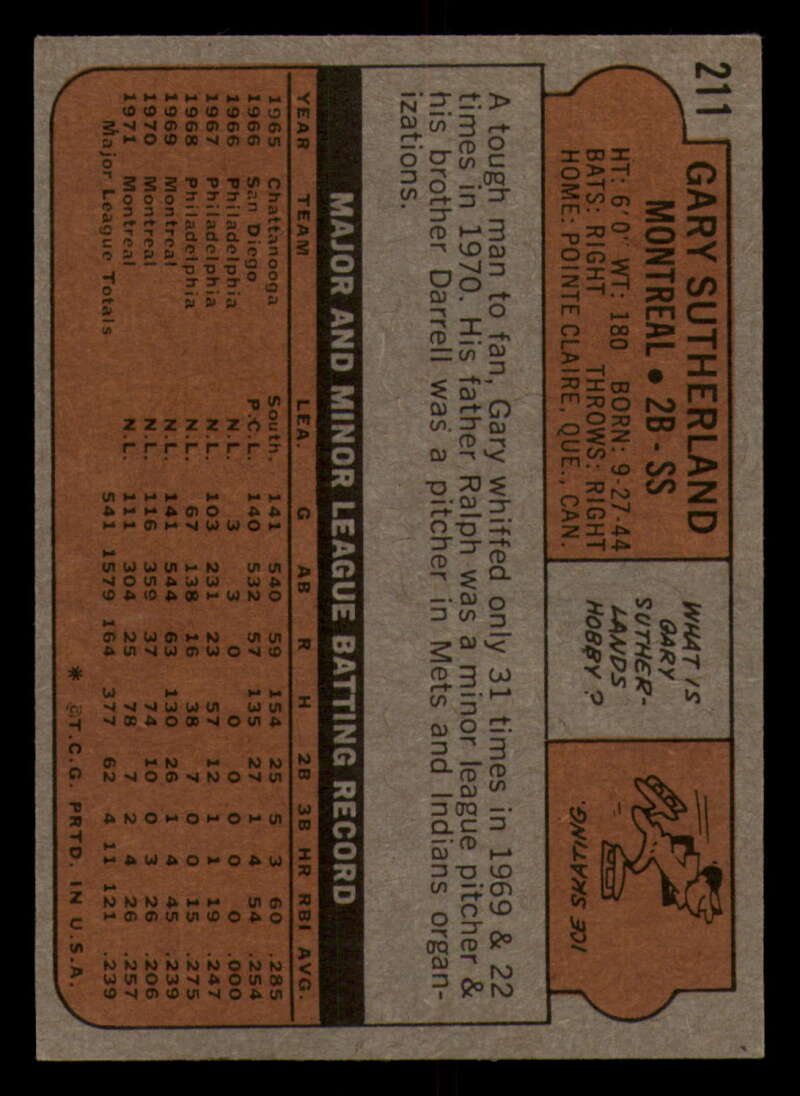 211
GARY SUTHERLAND
MONTREAL • 2B - SS
HT: 6'0" WT: 180 BORN: 9-27-44
BATS: RIGHT THROWS: RIGHT
HOME: POINTE CLAIRE, QUE., CAN.
WHAT IS
GARY
SUTHER-
LANDS
HOBBY?
ICE SKATING.
A tough man to fan, Gary whiffed only 31 times in 1969 & 22
times in 1970. His father Ralph was a minor league pitcher &
his brother Darrell was a pitcher in Mets and Indians organ-
izations.
MAJOR AND MINOR LEAGUE BATTING RECORD
YEAR TEAM LEA. G AB R H 2B 3B HR RBI AVG.
1965 Chattanooga South. 141 540 59 154 25 5 3 60 .285
1966 San Diego P.C.L. 140 532 57 135 27 1 4 54 .254
1966 Philadelphia N.L. 3 3 0 0 0 0 0 0 .000
1967 Philadelphia N.L. 103 231 23 57 12 1 1 19 .247
1968 Philadelphia N.L. 67 138 16 38 7 0 0 15 .275
1969 Montreal N.L. 141 544 63 130 26 1 4 45 .239
1970 Montreal N.L. 116 359 37 74 10 0 3 26 .206
1971 Montreal N.L. 111 304 25 78 7 2 4 26 .257
Major League Totals 541 1579 164 377 62 4 11 121 .239
* ©T.C.G. PRTD. IN U.S.A.